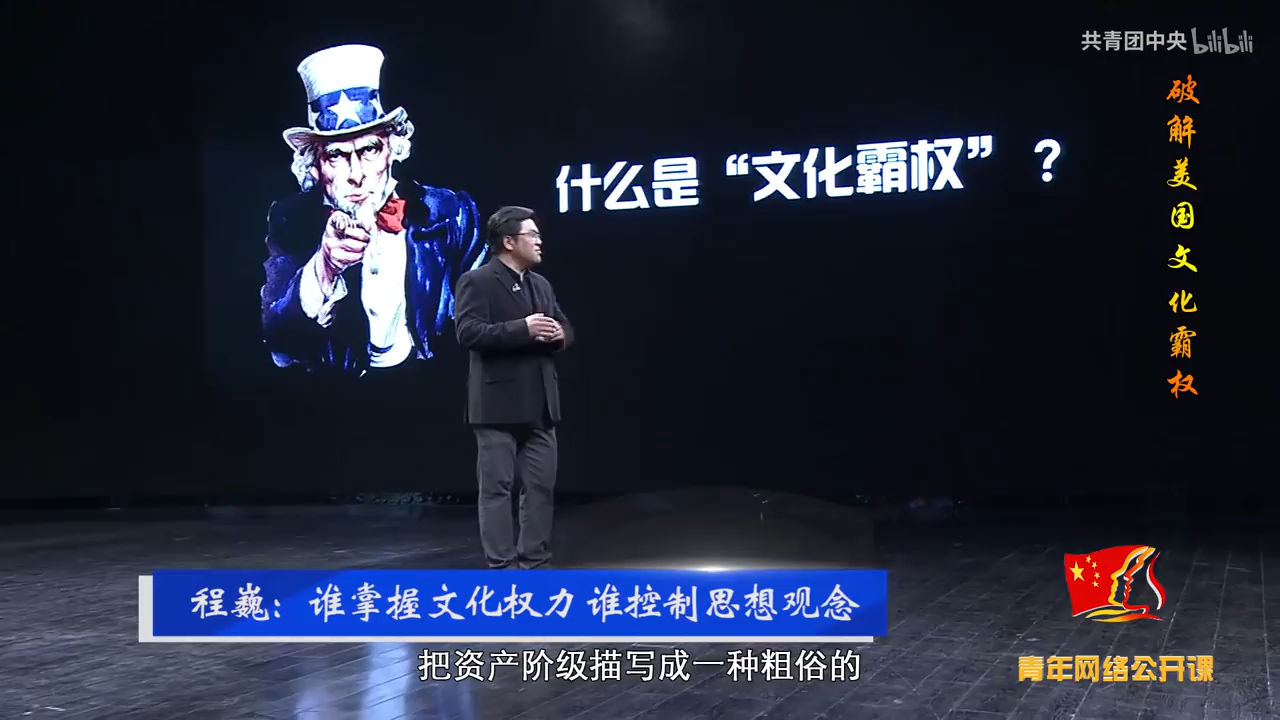 共青团中央 bilibili
破解美国文化霸权
什么是“文化霸权”？
程巍：谁掌握文化权力 谁控制思想观念
把资产阶级描写成一种粗俗的
青年网络公开课